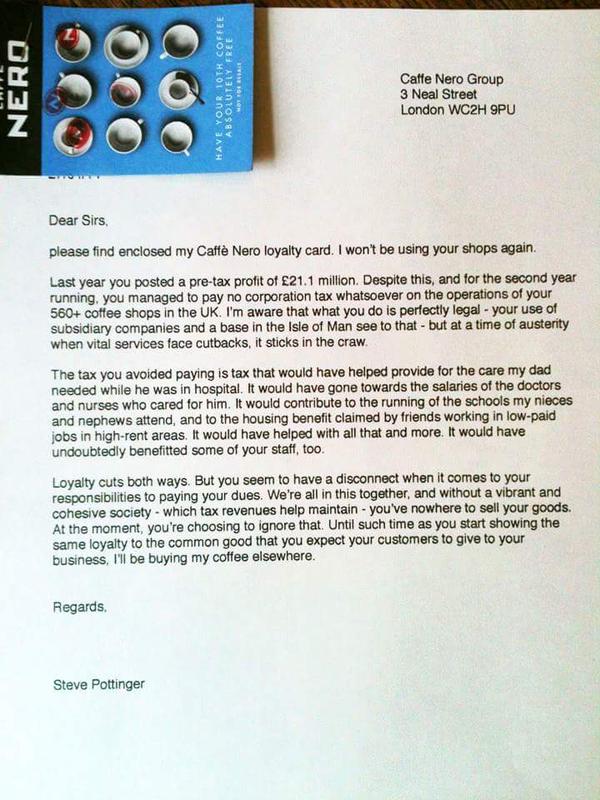 NERO
HAVE YOUR 10TH COFFEE
ABSOLUTELY FREE
NOT FOR RESALE
Caffe Nero Group
3 Neal Street
London WC2H 9PU
Dear Sirs,
please find enclosed my Caffè Nero loyalty card. I won't be using your shops again.
Last year you posted a pre-tax profit of £21.1 million. Despite this, and for the second year
running, you managed to pay no corporation tax whatsoever on the operations of your
560+ coffee shops in the UK. I'm aware that what you do is perfectly legal - your use of
subsidiary companies and a base in the Isle of Man see to that - but at a time of austerity
when vital services face cutbacks, it sticks in the craw.
The tax you avoided paying is tax that would have helped provide for the care my dad
needed while he was in hospital. It would have gone towards the salaries of the doctors
and nurses who cared for him. It would contribute to the running of the schools my nieces
and nephews attend, and to the housing benefit claimed by friends working in low-paid
jobs in high-rent areas. It would have helped with all that and more. It would have
undoubtedly benefitted some of your staff, too.
Loyalty cuts both ways. But you seem to have a disconnect when it comes to your
responsibilities to paying your dues. We're all in this together, and without a vibrant and
cohesive society - which tax revenues help maintain - you've nowhere to sell your goods.
At the moment, you're choosing to ignore that. Until such time as you start showing the
same loyalty to the common good that you expect your customers to give to your
business, I'll be buying my coffee elsewhere.
Regards,
Steve Pottinger